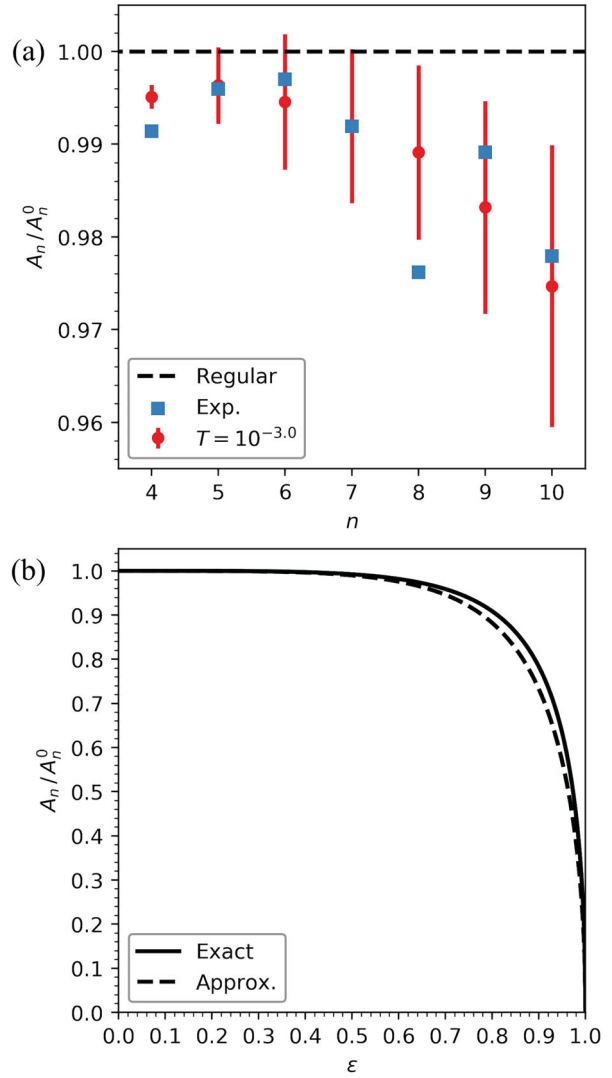 (a)
1.00
0.99
0.98
0.97
0.96
A_n / A_n^0
Regular
Exp.
T = 10^{-3.0}
4 5 6 7 8 9 10
n
(b)
1.0
0.9
0.8
0.7
0.6
0.5
0.4
0.3
0.2
0.1
0.0
A_n / A_n^0
Exact
Approx.
0.0 0.1 0.2 0.3 0.4 0.5 0.6 0.7 0.8 0.9 1.0
ε